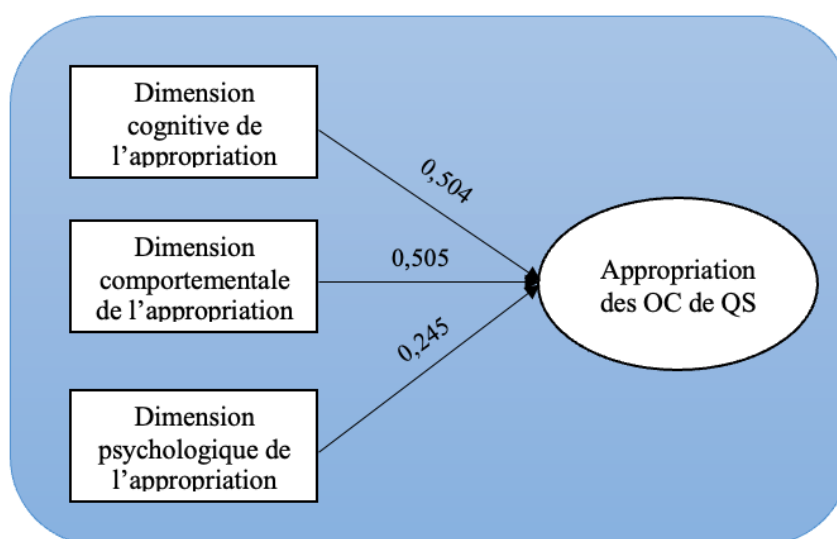 Dimension
cognitive de
l’appropriation
0,504
Dimension
comportementale
de l’appropriation
0,505
Appropriation
des OC de QS
0,245
Dimension
psychologique de
l’appropriation